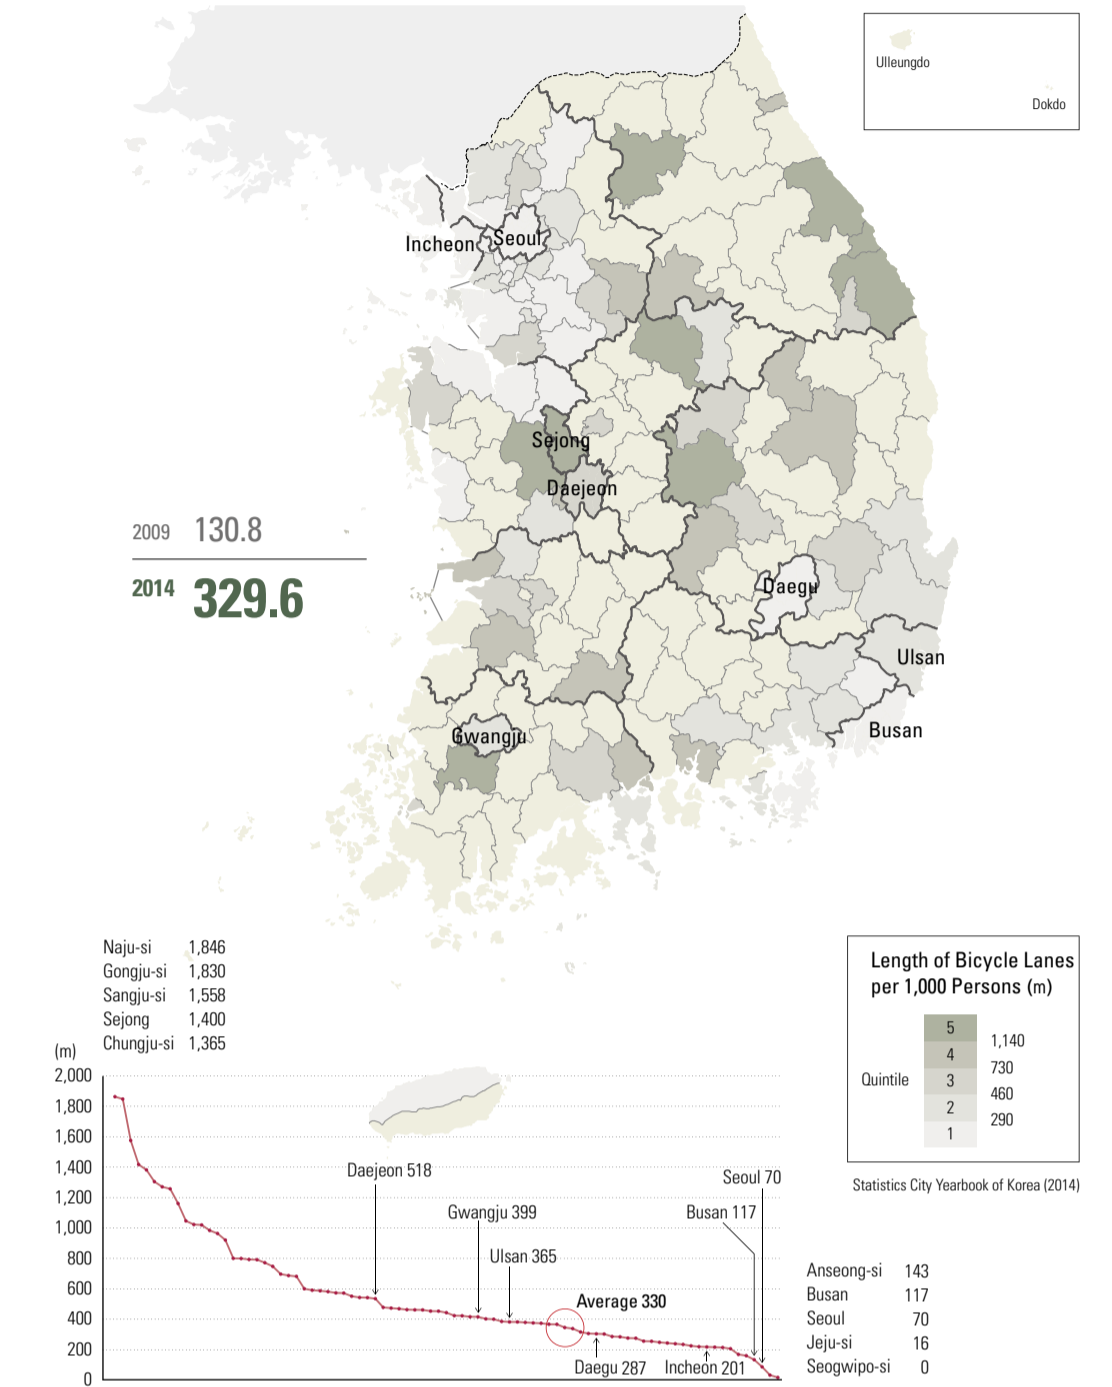 Ulleungdo
Dokdo
Incheon
Seoul
Sejong
Daejeon
2009 130.8
2014 329.6
Daegu
Ulsan
Busan
Gwangju
Naju-si 1,846
Gongju-si 1,830
Sangju-si 1,558
Sejong 1,400
Chungju-si 1,365
Length of Bicycle Lanes
per 1,000 Persons (m)
Quintile
5
4
3
2
1
1,140
730
460
290
Statistics City Yearbook of Korea (2014)
(m)
2,000
1,800
1,600
1,400
1,200
1,000
800
600
400
200
0
Daejeon 518
Gwangju 399
Ulsan 365
Average 330
Daegu 287
Incheon 201
Busan 117
Seoul 70
Anseong-si 143
Busan 117
Seoul 70
Jeju-si 16
Seogwipo-si 0